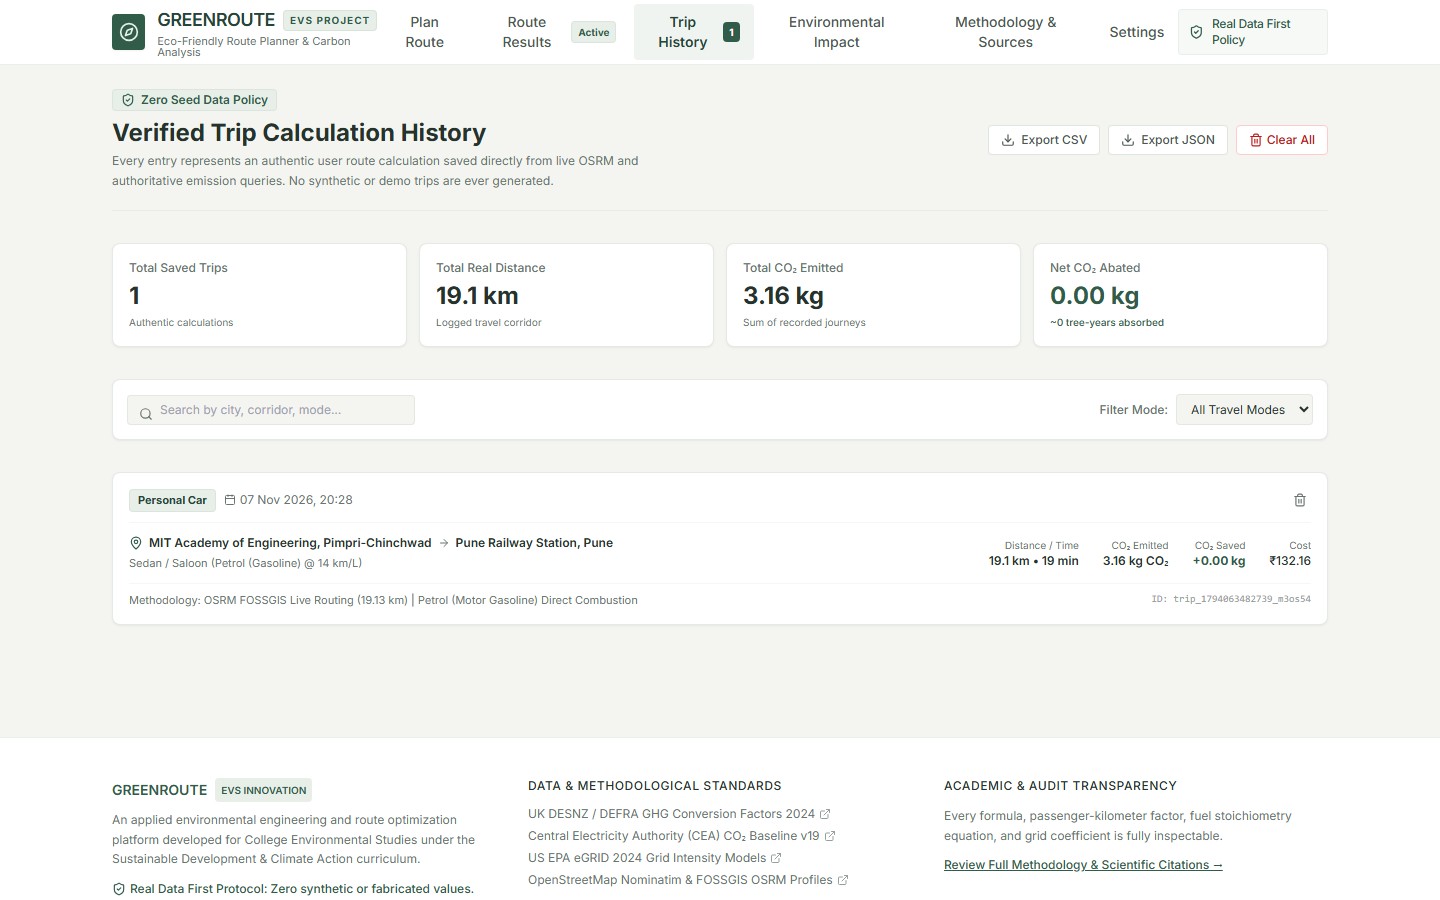 GREENROUTE EVS PROJECT
Eco-Friendly Route Planner & Carbon
Analysis
Plan
Route
Route
Results
Active
Trip
History
1
Environmental
Impact
Methodology &
Sources
Settings
Real Data First
Policy
Zero Seed Data Policy
Verified Trip Calculation History
Every entry represents an authentic user route calculation saved directly from live OSRM and
authoritative emission queries. No synthetic or demo trips are ever generated.
Export CSV
Export JSON
Clear All
Total Saved Trips
1
Authentic calculations
Total Real Distance
19.1 km
Logged travel corridor
Total CO₂ Emitted
3.16 kg
Sum of recorded journeys
Net CO₂ Abated
0.00 kg
~0 tree-years absorbed
Search by city, corridor, mode...
Filter Mode:
All Travel Modes
Personal Car
07 Nov 2026, 20:28
MIT Academy of Engineering, Pimpri-Chinchwad → Pune Railway Station, Pune
Sedan / Saloon (Petrol (Gasoline) @ 14 km/L)
Distance / Time
19.1 km • 19 min
CO₂ Emitted
3.16 kg CO₂
CO₂ Saved
+0.00 kg
Cost
₹132.16
Methodology: OSRM FOSSGIS Live Routing (19.13 km) | Petrol (Motor Gasoline) Direct Combustion
ID: trip_1794063482739_m3os54
GREENROUTE EVS INNOVATION
An applied environmental engineering and route optimization
platform developed for College Environmental Studies under the
Sustainable Development & Climate Action curriculum.
Real Data First Protocol: Zero synthetic or fabricated values.
DATA & METHODOLOGICAL STANDARDS
UK DESNZ / DEFRA GHG Conversion Factors 2024
Central Electricity Authority (CEA) CO₂ Baseline v19
US EPA eGRID 2024 Grid Intensity Models
OpenStreetMap Nominatim & FOSSGIS OSRM Profiles
ACADEMIC & AUDIT TRANSPARENCY
Every formula, passenger-kilometer factor, fuel stoichiometry
equation, and grid coefficient is fully inspectable.
Review Full Methodology & Scientific Citations →